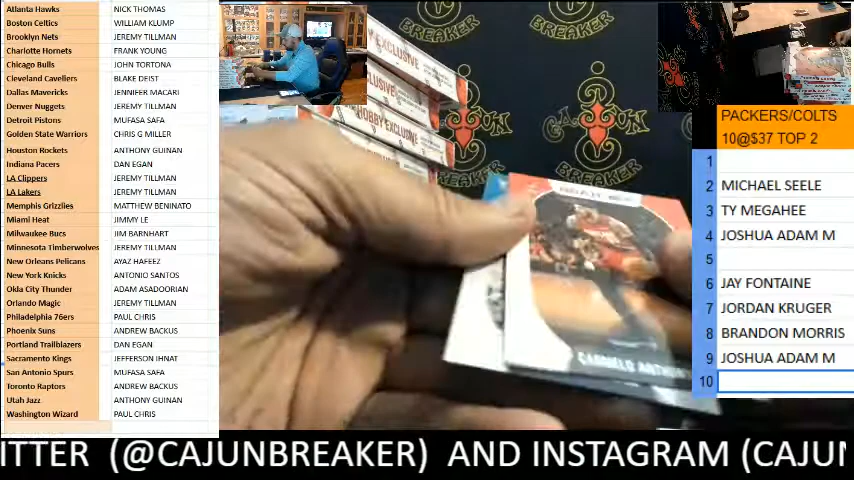 Atlanta Hawks NICK THOMAS
Boston Celtics WILLIAM KLUMP
Brooklyn Nets JEREMY TILLMAN
Charlotte Hornets FRANK YOUNG
Chicago Bulls JOHN TORTONA
Cleveland Caveliers BLAKE DEIST
Dallas Mavericks JENNIFER MACARI
Denver Nuggets JEREMY TILLMAN
Detroit Pistons MUFASA SAFA
Golden State Warriors CHRIS G MILLER
Houston Rockets ANTHONY GUINAN
Indiana Pacers DAN EGAN
LA Clippers JEREMY TILLMAN
LA Lakers JEREMY TILLMAN
Memphis Grizzlies MATTHEW BENINATO
Miami Heat JIMMY LE
Milwaukee Bucs JIM BARNHART
Minnesota Timberwolves JEREMY TILLMAN
New Orleans Pelicans AYAZ HAFEEZ
New York Knicks ANTONIO SANTOS
Okla City Thunder ADAM ASADOORIAN
Orlando Magic JEREMY TILLMAN
Philadelphia 76ers PAUL CHRIS
Phoenix Suns ANDREW BACKUS
Portland Trailblazers DAN EGAN
Sacramento Kings JEFFERSON IHNAT
San Antonio Spurs MUFASA SAFA
Toronto Raptors ANDREW BACKUS
Utah Jazz ANTHONY GUINAN
Washington Wizard PAUL CHRIS
BREAKER
EXCLUSIVE
HOBBY EXCLUSIVE
CAJUN
BREAKER
CAJUN
BREAKER
CARMELO ANTHONY
PACKERS/COLTS
10@$37 TOP 2
1
2 MICHAEL SEELE
3 TY MEGAHEE
4 JOSHUA ADAM M
5
6 JAY FONTAINE
7 JORDAN KRUGER
8 BRANDON MORRIS
9 JOSHUA ADAM M
10
ITTER (@CAJUNBREAKER) AND INSTAGRAM (CAJUN